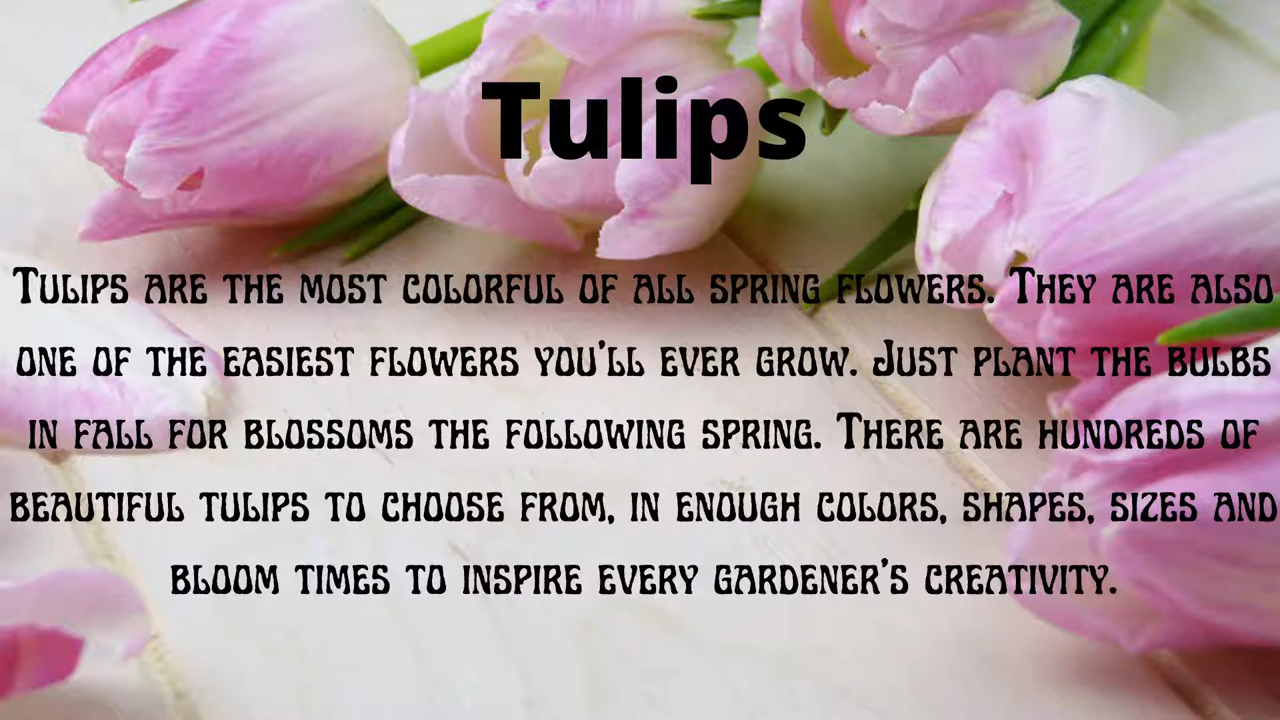 Tulips
Tulips are the most colorful of all spring flowers. They are also
one of the easiest flowers you'll ever grow. Just plant the bulbs
in fall for blossoms the following spring. There are hundreds of
beautiful tulips to choose from, in enough colors, shapes, sizes and
bloom times to inspire every gardener's creativity.